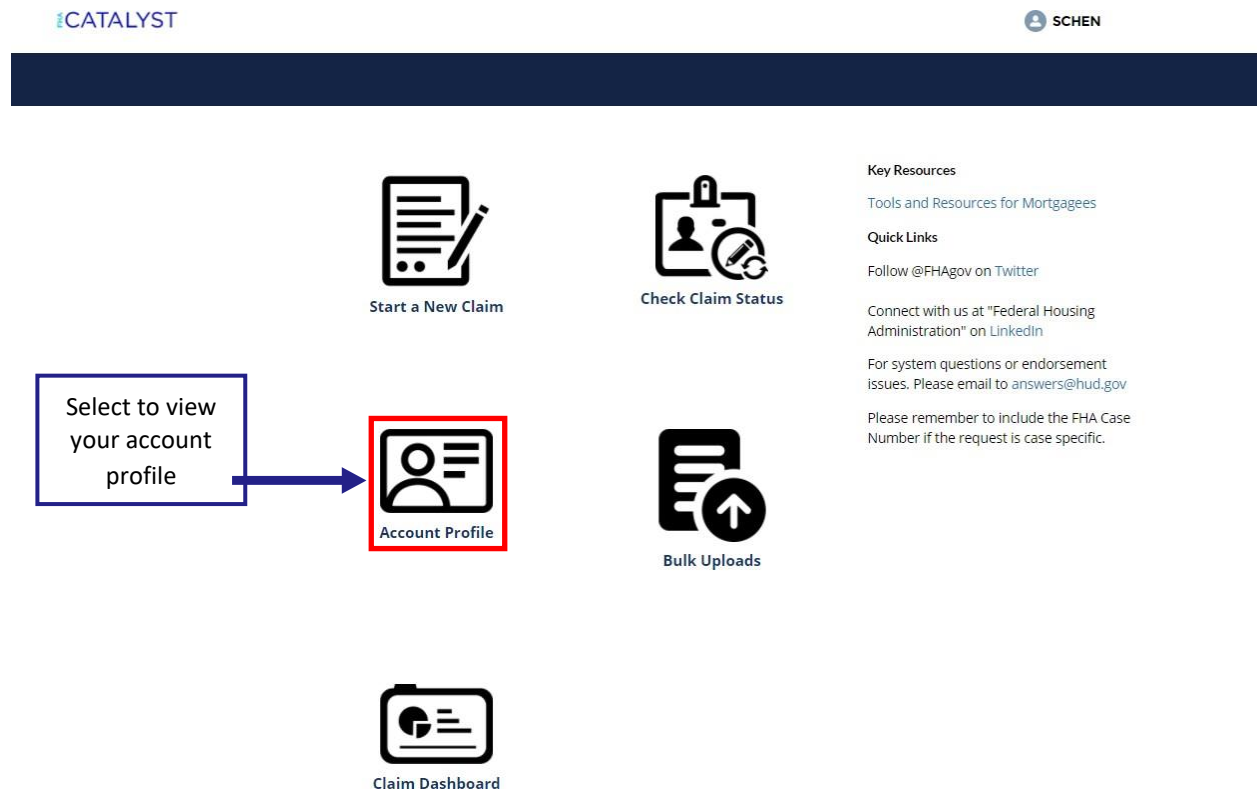 FHA CATALYST
SCHEN
Start a New Claim
Check Claim Status
Key Resources
Tools and Resources for Mortgagees
Quick Links
Follow @FHAgov on Twitter
Connect with us at "Federal Housing
Administration" on LinkedIn
For system questions or endorsement
issues. Please email to answers@hud.gov
Please remember to include the FHA Case
Number if the request is case specific.
Select to view
your account
profile
Account Profile
Bulk Uploads
Claim Dashboard